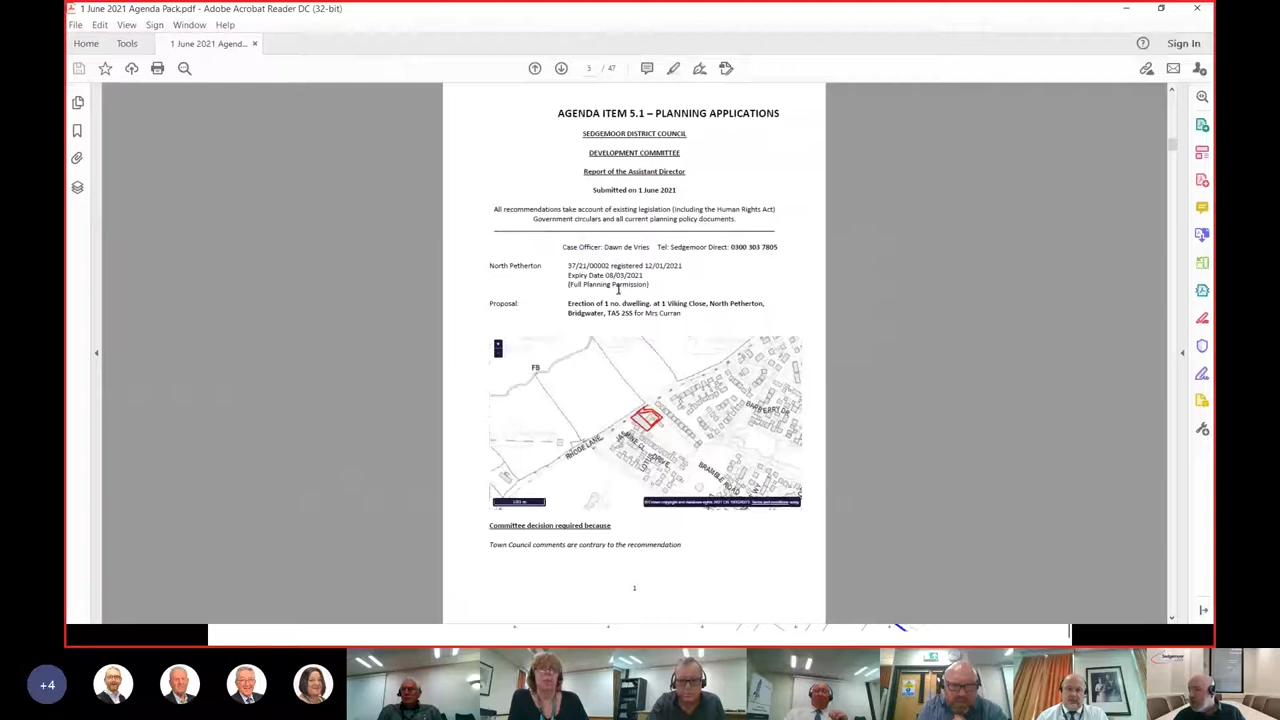 1 June 2021 Agenda Pack.pdf - Adobe Acrobat Reader DC (32-bit)
File Edit View Sign Window Help
Home Tools 1 June 2021 Agend... ×
Sign In
3 / 47
AGENDA ITEM 5.1 – PLANNING APPLICATIONS
SEDGEMOOR DISTRICT COUNCIL
DEVELOPMENT COMMITTEE
Report of the Assistant Director
Submitted on 1 June 2021
All recommendations take account of existing legislation (including the Human Rights Act)
Government circulars and all current planning policy documents.
Case Officer: Dawn de Vries Tel: Sedgemoor Direct: 0300 303 7805
North Petherton 37/21/00002 registered 12/01/2021
Expiry Date 08/03/2021
(Full Planning Permission)
Proposal: Erection of 1 no. dwelling. at 1 Viking Close, North Petherton,
Bridgwater, TA5 2SS for Mrs Curran
FB
BARBERRY DR
RHODE LANE
DRIVE
BRAMBLE ROAD
Committee decision required because
Town Council comments are contrary to the recommendation
1
+4
Sedgemoor